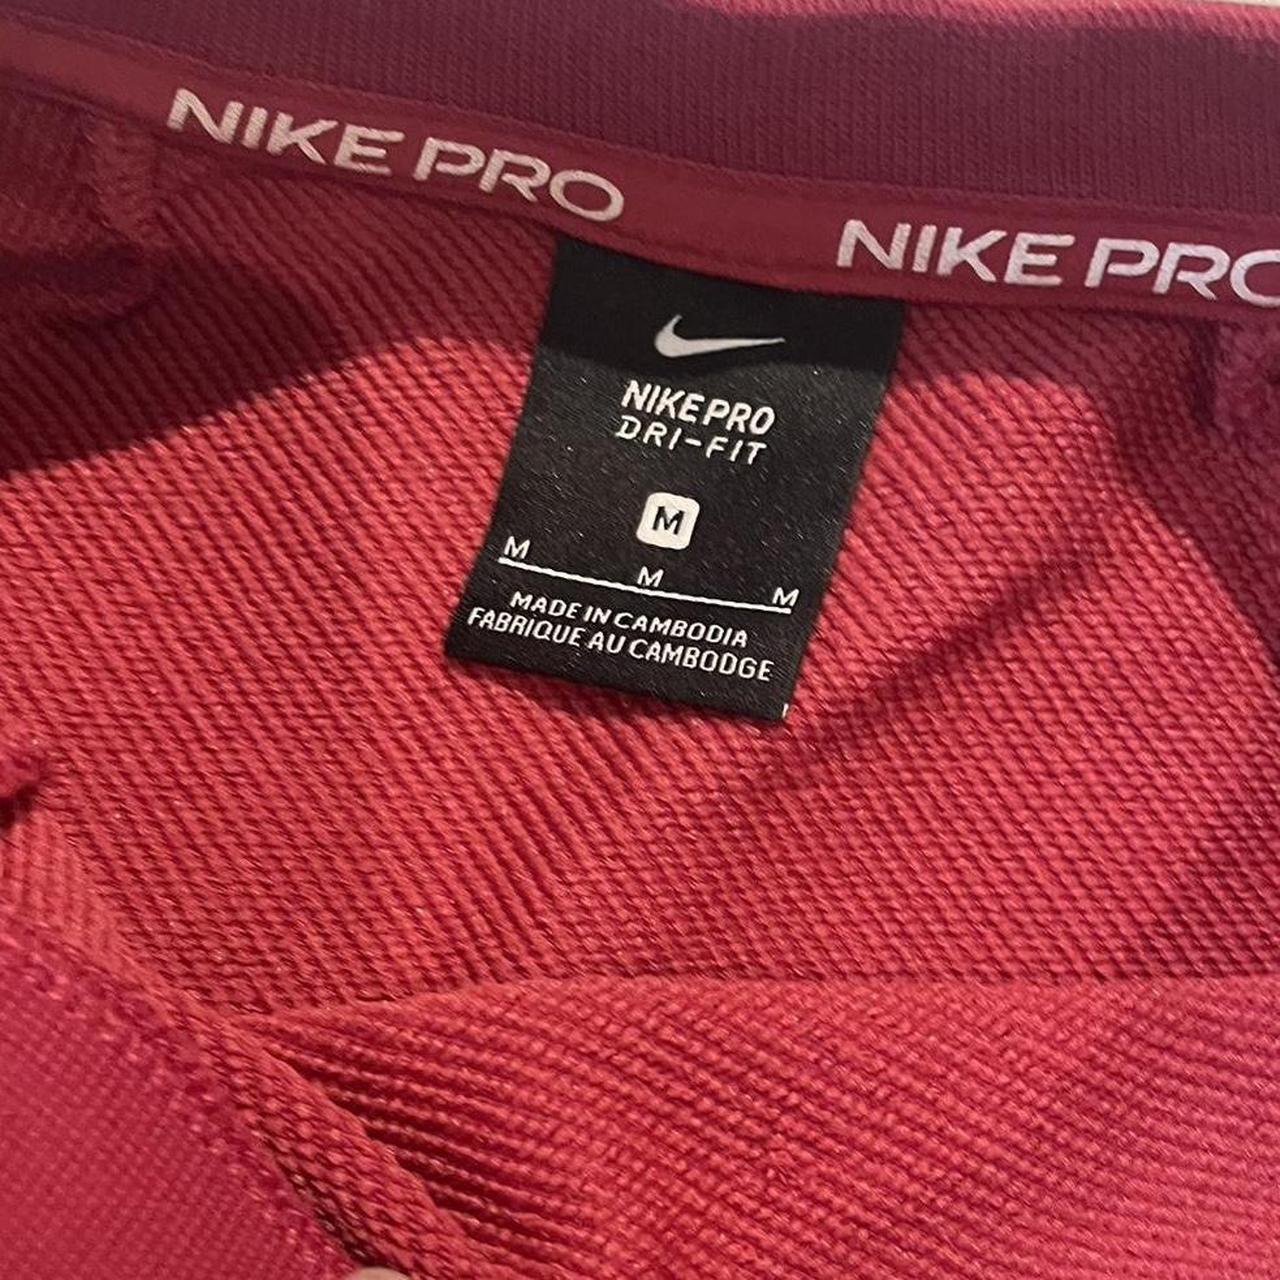 NIKE PRO
NIKE PRO
NIKE PRO
DRI-FIT
M
M
M
M
MADE IN CAMBODIA
FABRIQUE AU CAMBODGE